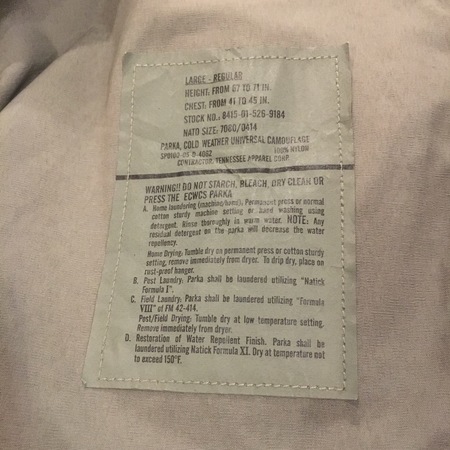 LARGE - REGULAR
HEIGHT: FROM 67 TO 71 IN.
CHEST: FROM 41 TO 45 IN.
STOCK NO.: 8415-01-526-9184
NATO SIZE: 7080/0414
PARKA, COLD WEATHER UNIVERSAL CAMOUFLAGE
SPO100-05-D-4082 100% NYLON
CONTRACTOR, TENNESSEE APPAREL CORP.
WARNING!! DO NOT STARCH, BLEACH, DRY CLEAN OR
PRESS THE ECWCS PARKA
A. Home laundering (machine/hand). Permanent press or normal
cotton sturdy machine setting or hand washing using
detergent. Rinse thoroughly in warm water. NOTE: Any
residual detergent on the parka will decrease the water
repellency.
Home Drying: Tumble dry on permanent press or cotton sturdy
setting, remove immediately from dryer. To drip dry, place on
rust-proof hanger.
B. Post Laundry: Parka shall be laundered utilizing "Natick
Formula I".
C. Field Laundry: Parka shall be laundered utilizing "Formula
VIII" of FM 42-414.
Post/Field Drying: Tumble dry at low temperature setting.
Remove immediately from dryer.
D. Restoration of Water Repellent Finish. Parka shall be
laundered utilizing Natick Formula XI. Dry at temperature not
to exceed 150°F.